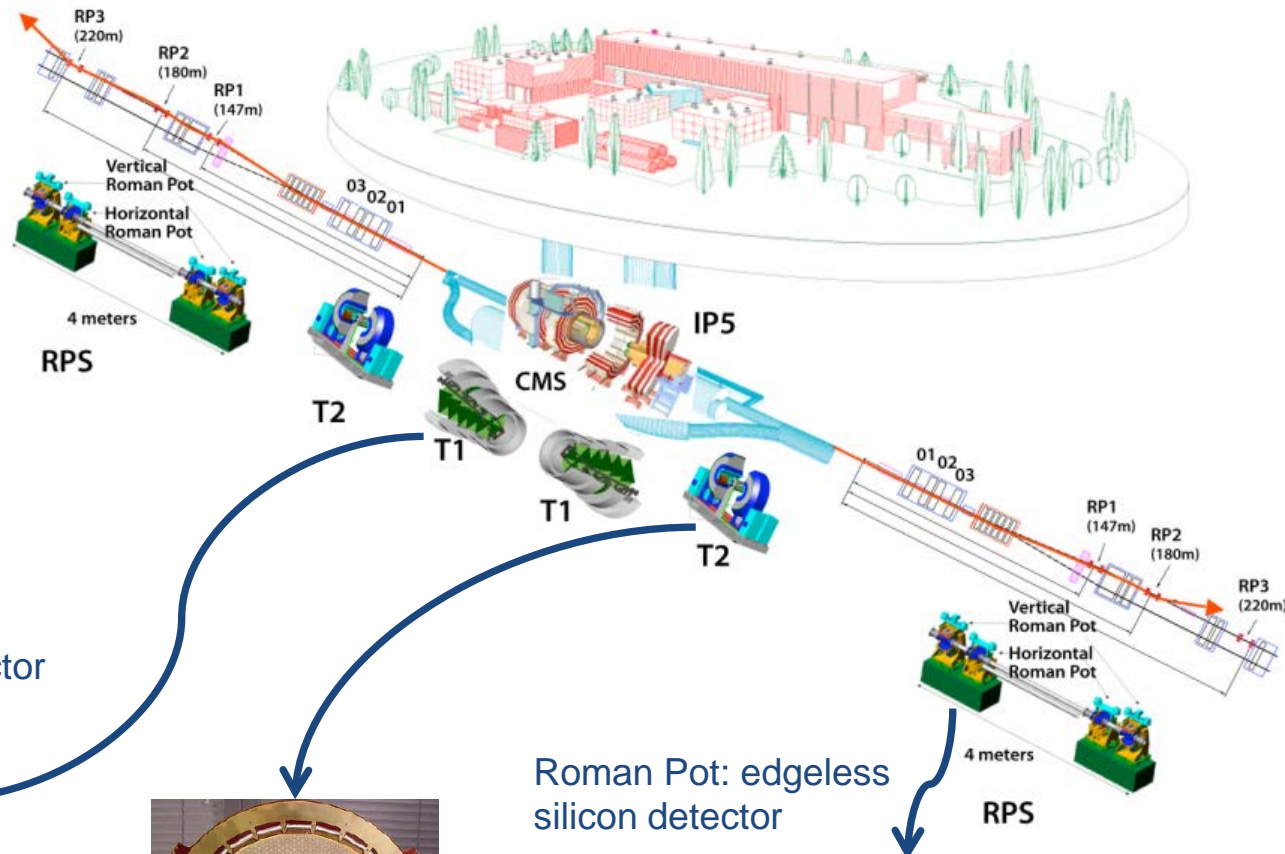 RP3
(220m)
RP2
(180m)
RP1
(147m)
Vertical
Roman Pot
Horizontal
Roman Pot
03
02
01
4 meters
RPS
T2
T1
CMS
IP5
T1
T2
01
02
03
RP1
(147m)
RP2
(180m)
RP3
(220m)
Vertical
Roman Pot
Horizontal
Roman Pot
4 meters
RPS
ctor
Roman Pot: edgeless
silicon detector